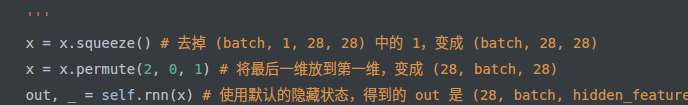 '''
x = x.squeeze() # 去掉 (batch, 1, 28, 28) 中的 1，变成 (batch, 28, 28)
x = x.permute(2, 0, 1) # 将最后一维放到第一维，变成 (28, batch, 28)
out, _ = self.rnn(x) # 使用默认的隐藏状态，得到的 out 是 (28, batch, hidden_feature